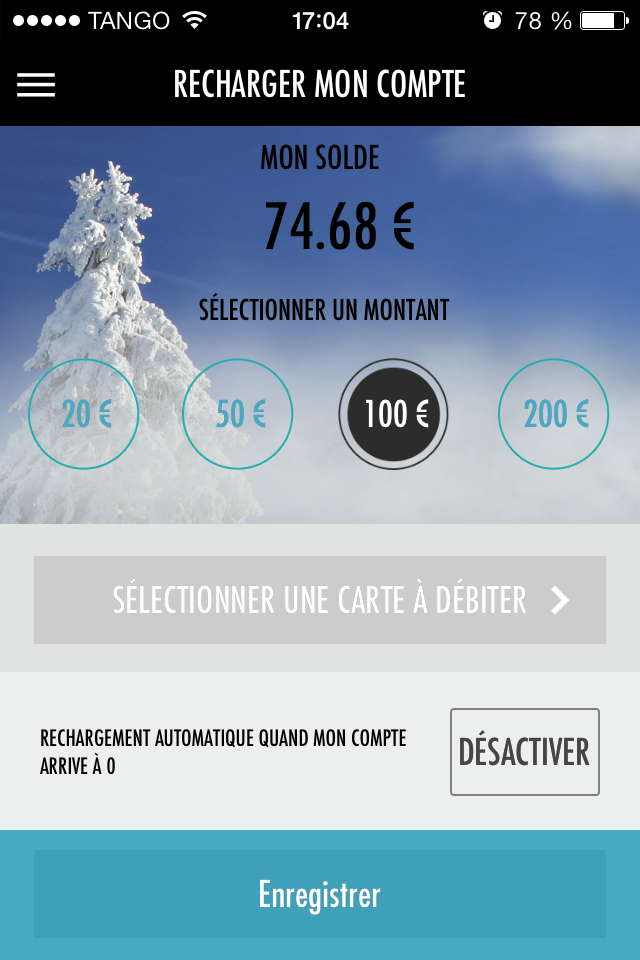 TANGO 17:04 78 %
RECHARGER MON COMPTE
MON SOLDE
74.68 €
SÉLECTIONNER UN MONTANT
20 € 50 € 100 € 200 €
SÉLECTIONNER UNE CARTE À DÉBITER
RECHARGEMENT AUTOMATIQUE QUAND MON COMPTE
ARRIVE À 0
DÉSACTIVER
Enregistrer